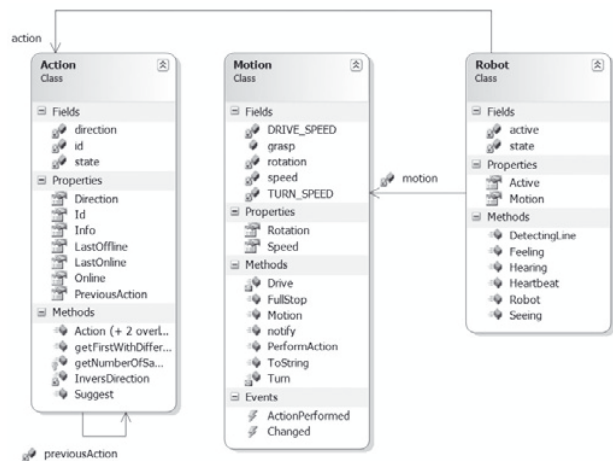 action
Action
Class
Fields
direction
id
state
Properties
Direction
Id
Info
LastOffline
LastOnline
Online
PreviousAction
Methods
Action (+ 2 overl...
getFirstWithDiffer...
getNumberOfSa...
InversDirection
Suggest
previousAction
Motion
Class
Fields
DRIVE_SPEED
grasp
rotation
speed
TURN_SPEED
Properties
Rotation
Speed
Methods
Drive
FullStop
Motion
notify
PerformAction
ToString
Turn
Events
ActionPerformed
Changed
motion
Robot
Class
Fields
active
state
Properties
Active
Motion
Methods
DetectingLine
Feeling
Hearing
Heartbeat
Robot
Seeing